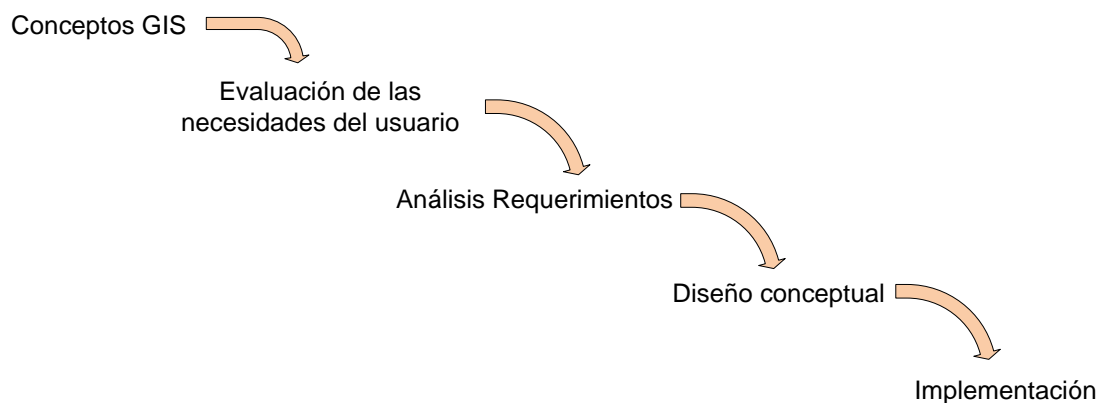 Conceptos GIS
Evaluación de las
necesidades del usuario
Análisis Requerimientos
Diseño conceptual
Implementación